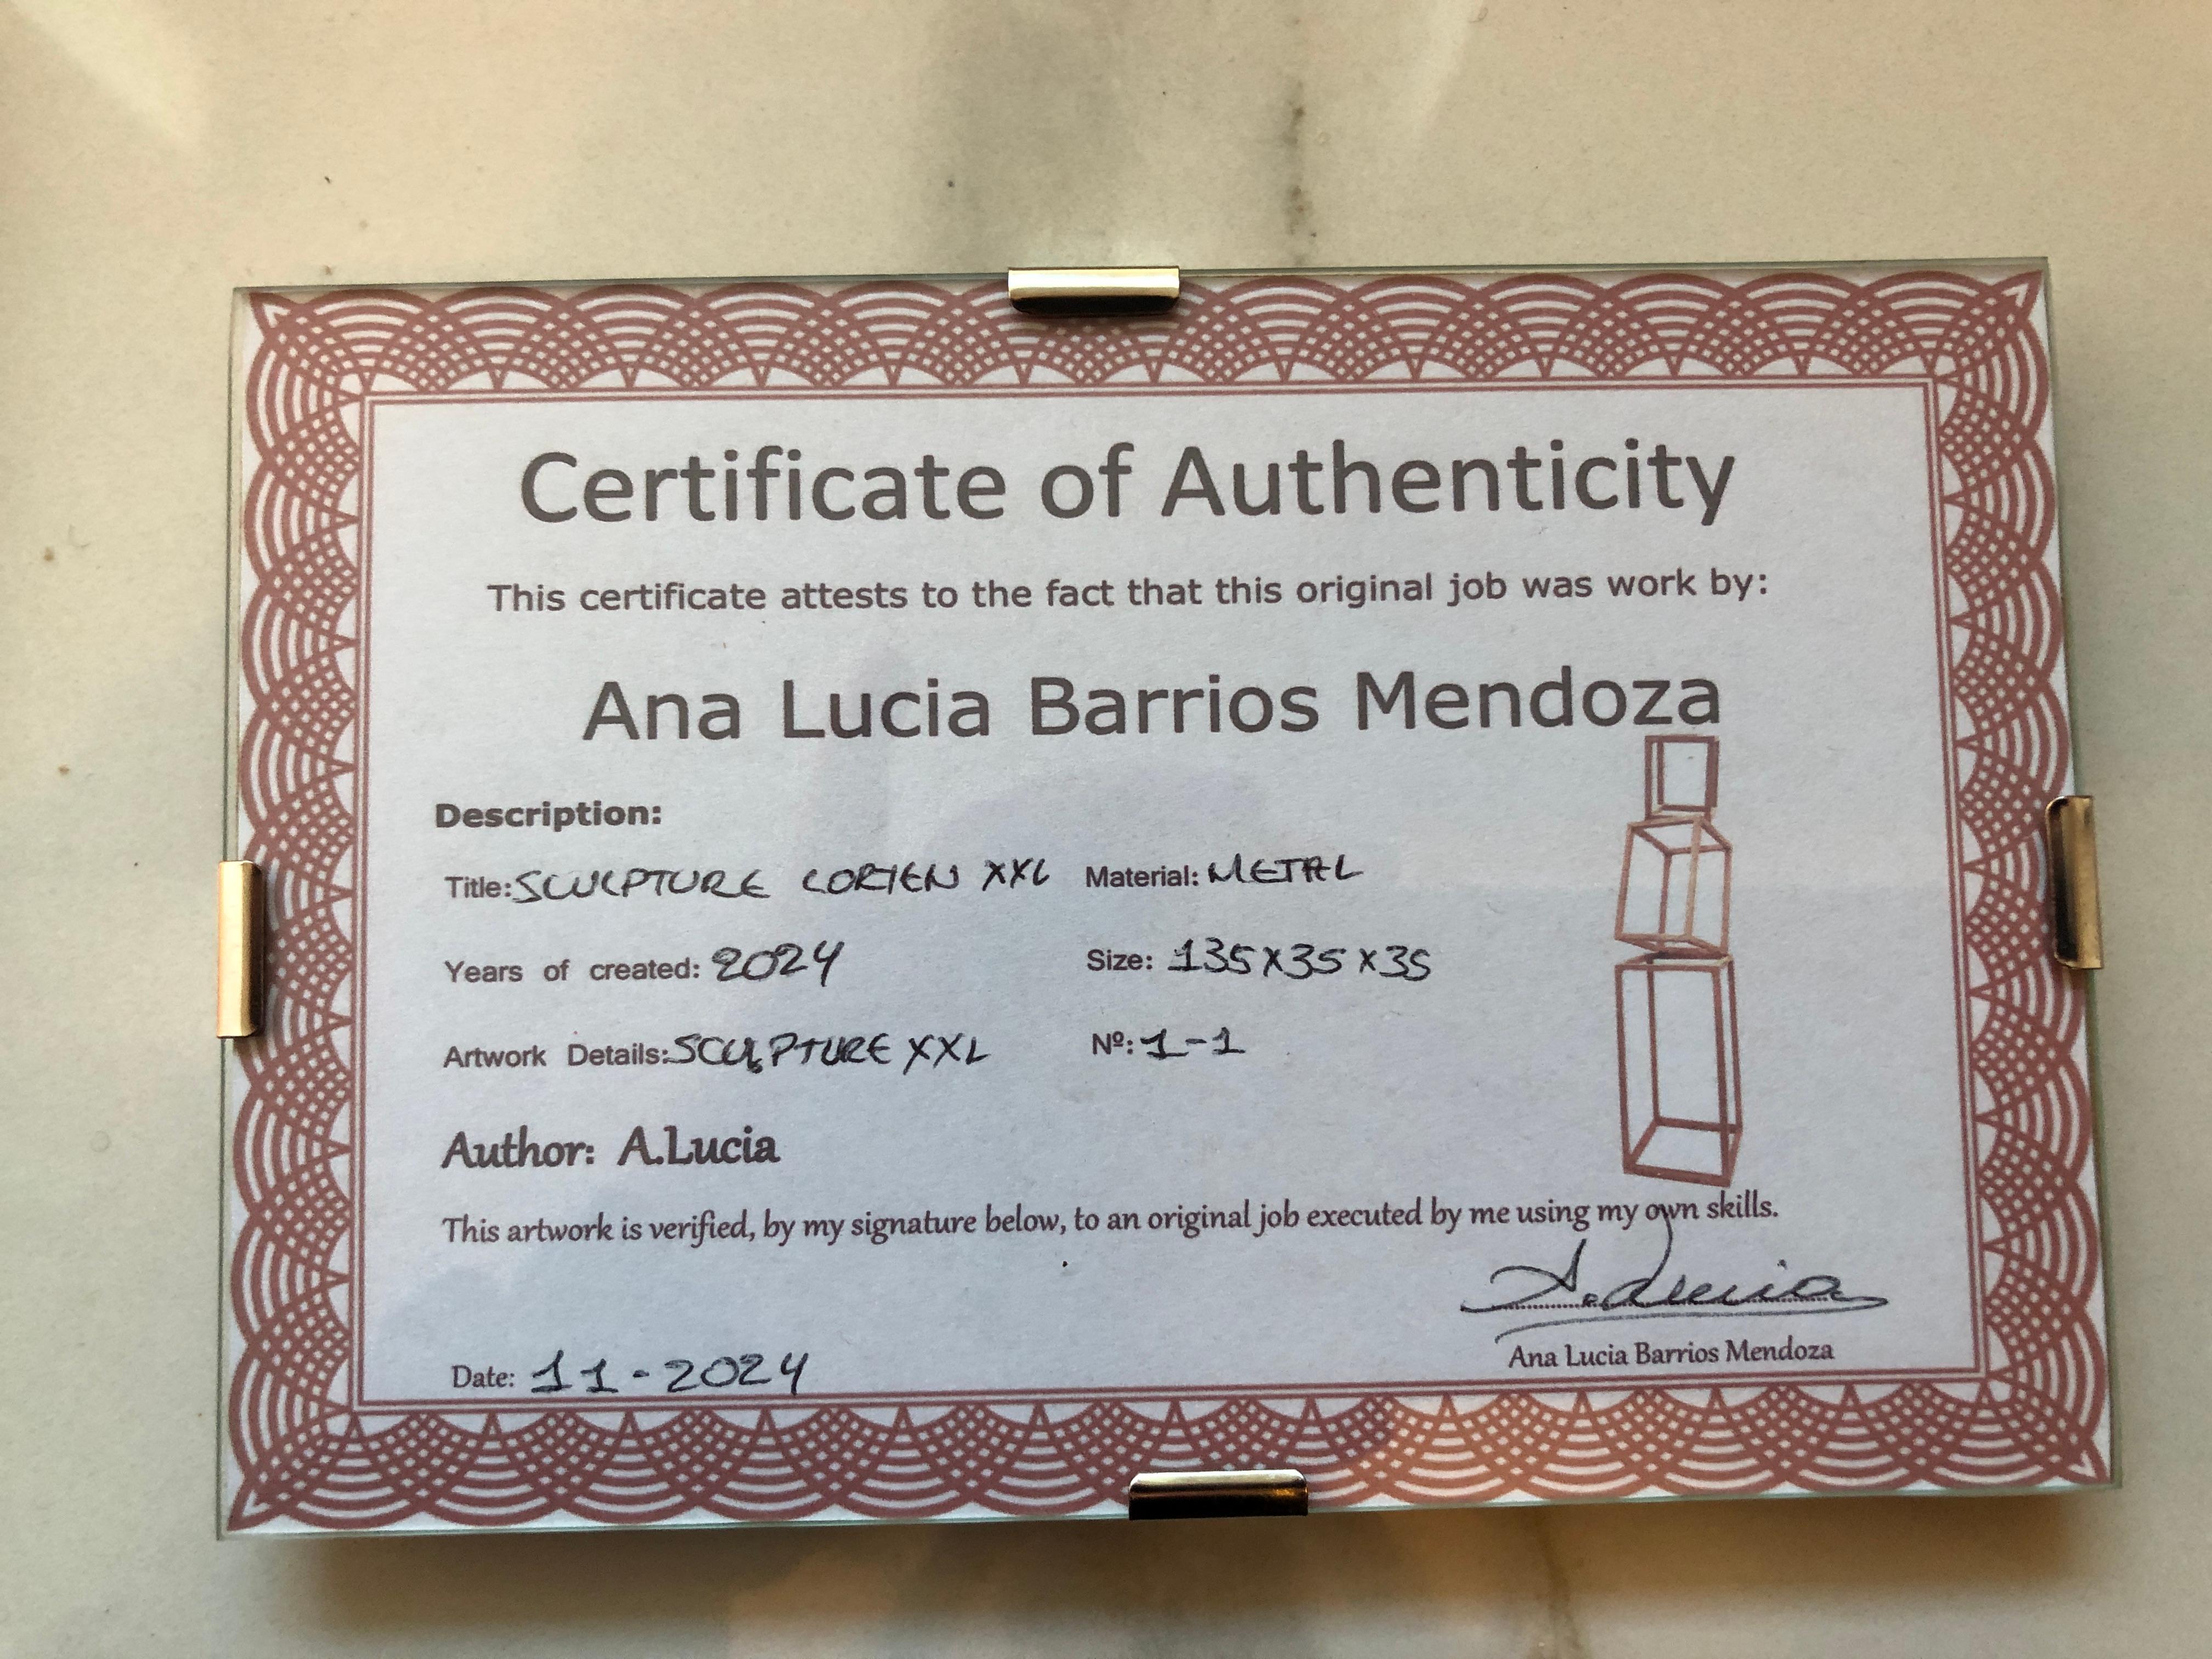 Certificate of Authenticity
This certificate attests to the fact that this original job was work by:
Ana Lucia Barrios Mendoza
Description:
Title: SCULPTURE LORIEN XXL Material: METAL
Years of created: 2024 Size: 135x35x35
Artwork Details: SCULPTURE XXL Nº: 1-1
Author: A.Lucia
This artwork is verified, by my signature below, to an original job executed by me using my own skills.
A.Lucia
Ana Lucia Barrios Mendoza
Date: 11-2024